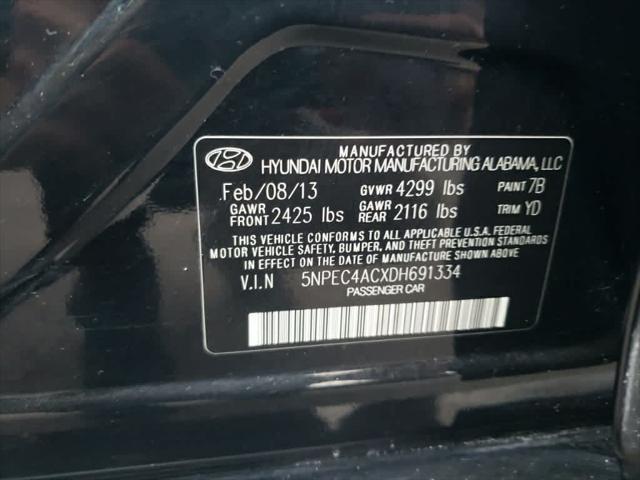 MANUFACTURED BY
HYUNDAI MOTOR MANUFACTURING ALABAMA, LLC
Feb/08/13 GVWR 4299 lbs PAINT 7B
GAWR FRONT 2425 lbs GAWR REAR 2116 lbs TRIM YD
THIS VEHICLE CONFORMS TO ALL APPLICABLE U.S.A. FEDERAL
MOTOR VEHICLE SAFETY, BUMPER, AND THEFT PREVENTION STANDARDS
IN EFFECT ON THE DATE OF MANUFACTURE SHOWN ABOVE
V.I.N 5NPEC4ACXDH691334
PASSENGER CAR